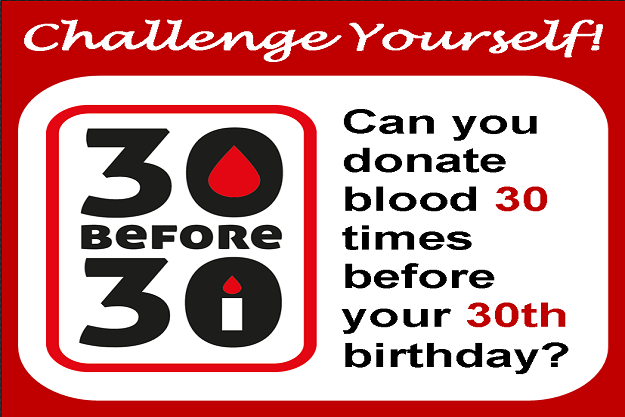 Challenge Yourself!
30
BEFORE
30
Can you
donate
blood 30
times
before
your 30th
birthday?